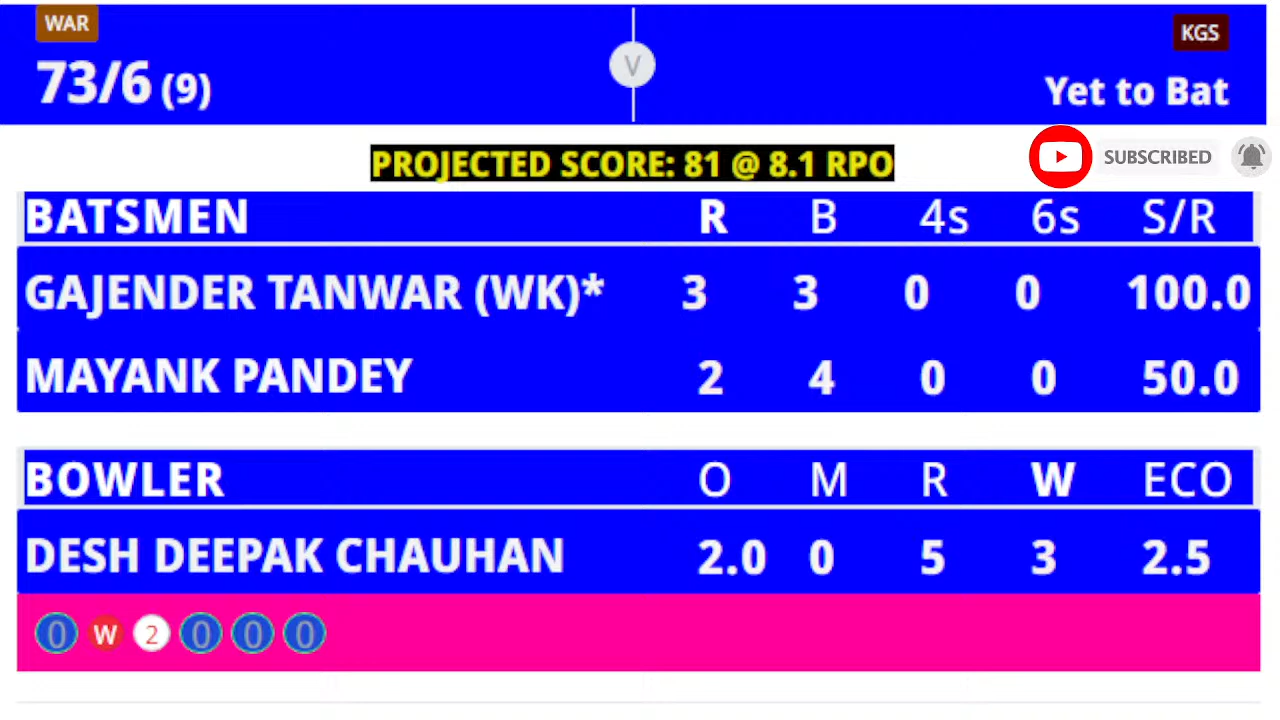 WAR
KGS
73/6 (9)
V
Yet to Bat
PROJECTED SCORE: 81 @ 8.1 RPO
SUBSCRIBED
BATSMEN R B 4s 6s S/R
GAJENDER TANWAR (WK)* 3 3 0 0 100.0
MAYANK PANDEY 2 4 0 0 50.0
BOWLER O M R W ECO
DESH DEEPAK CHAUHAN 2.0 0 5 3 2.5
0 W 2 0 0 0